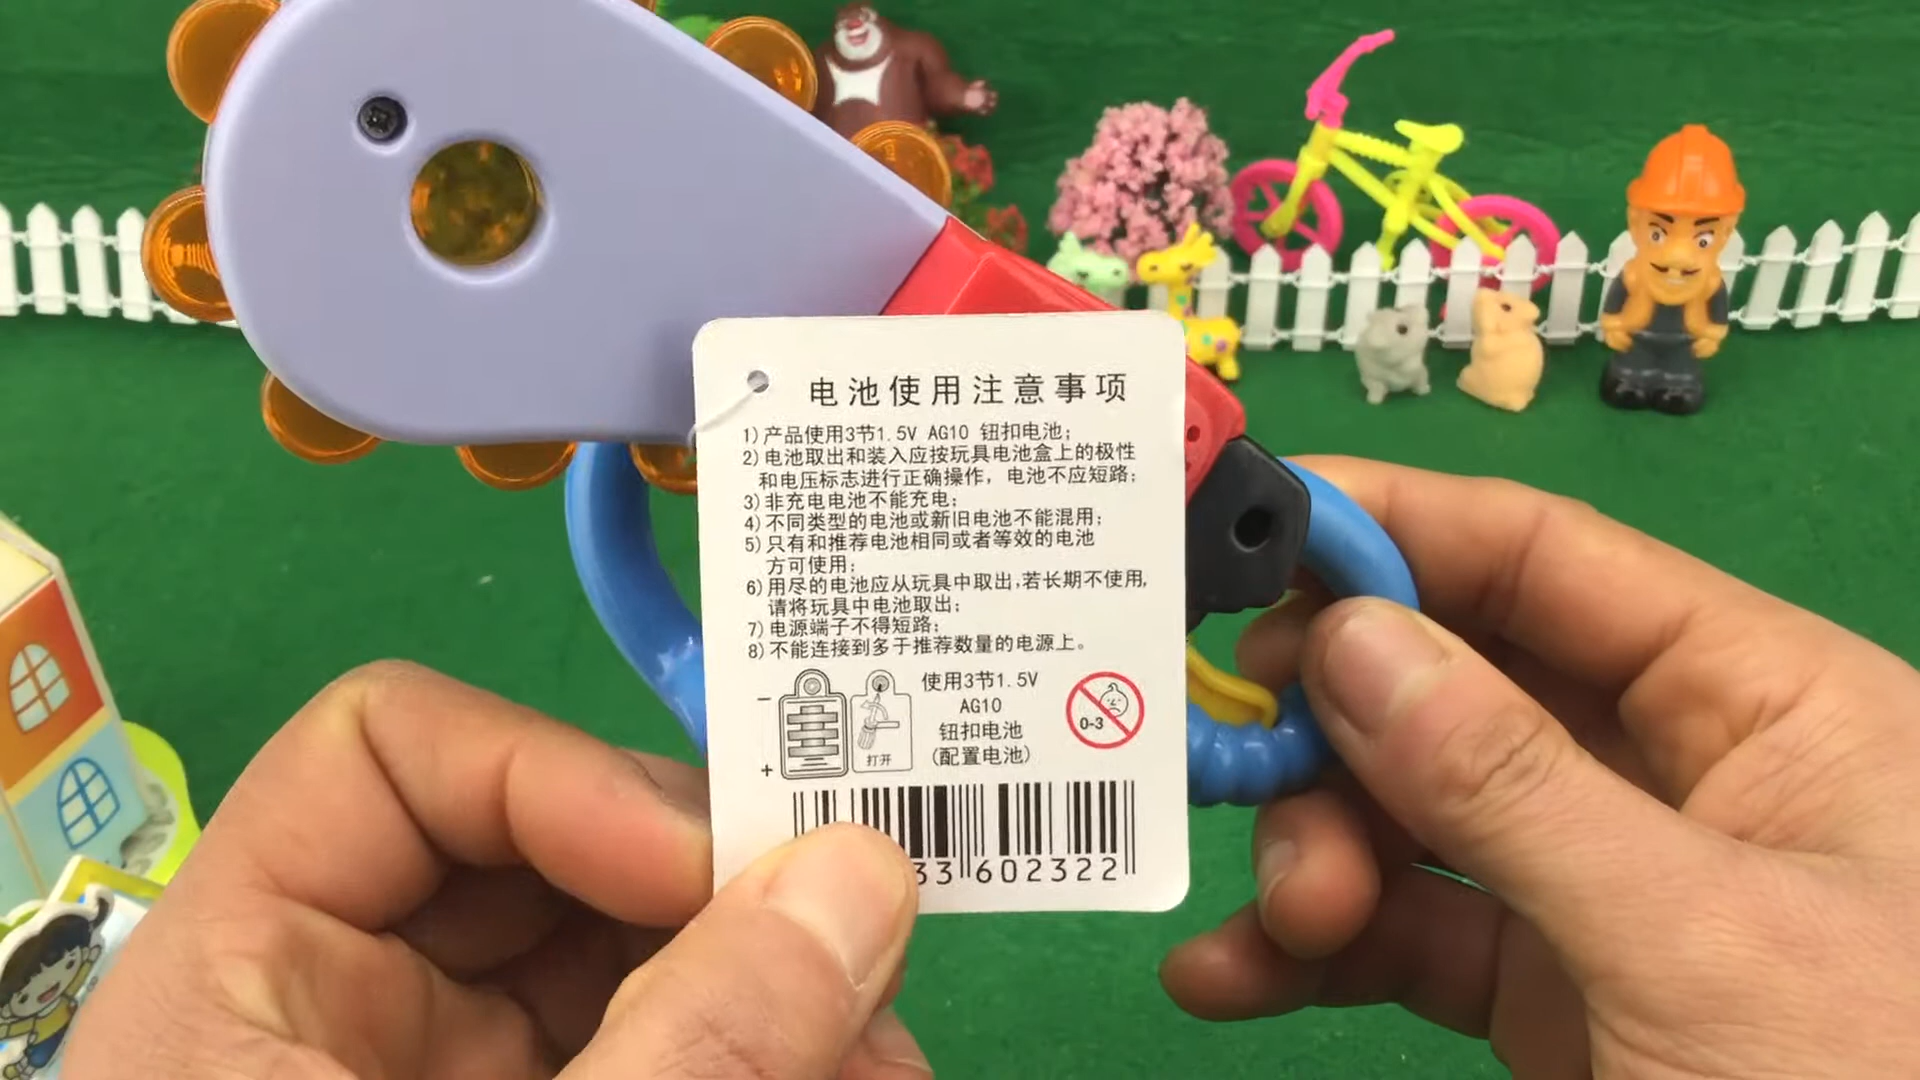 电池使用注意事项
1)产品使用3节1.5V AG10 钮扣电池;
2)电池取出和装入应按玩具电池盒上的极性
和电压标志进行正确操作，电池不应短路;
3)非充电电池不能充电;
4)不同类型的电池或新旧电池不能混用;
5)只有和推荐电池相同或者等效的电池
方可使用;
6)用尽的电池应从玩具中取出,若长期不使用,
请将玩具中电池取出;
7)电源端子不得短路;
8)不能连接到多于推荐数量的电源上。
使用3节1.5V
AG10
钮扣电池
(配置电池)
－
+
打开
0-3
33 602322